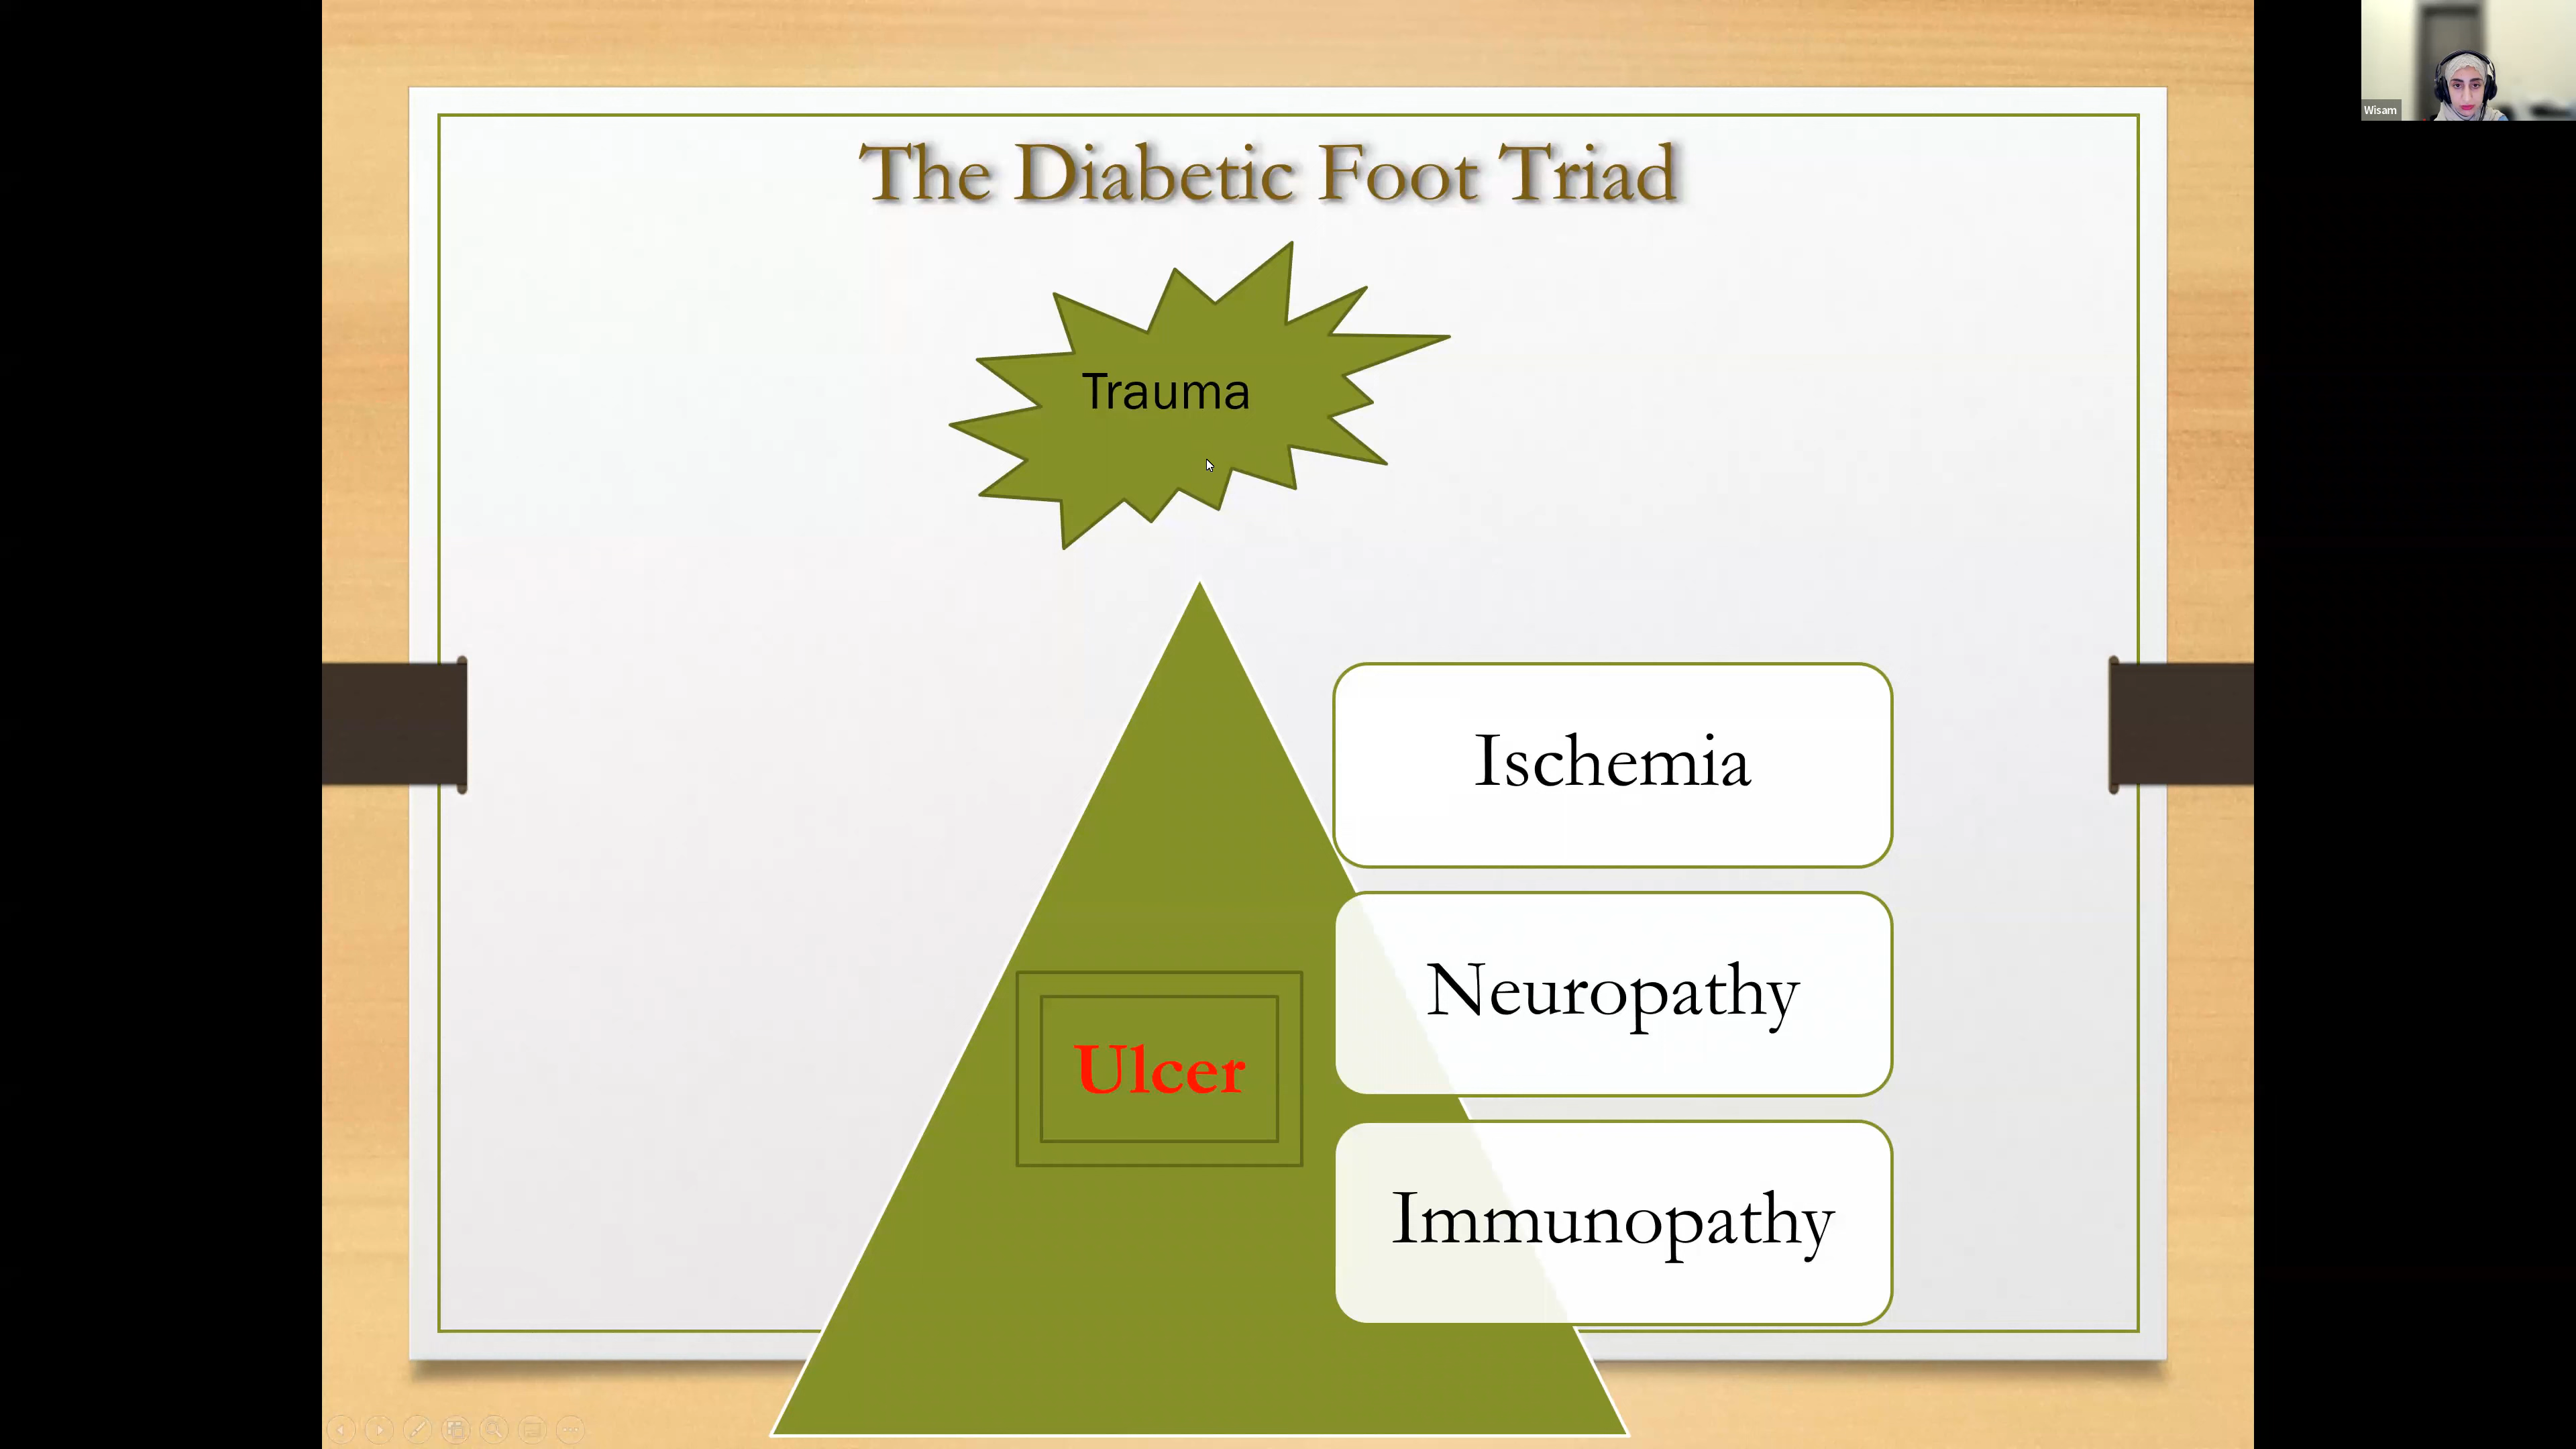 Wisam
The Diabetic Foot Triad
Trauma
Ischemia
Neuropathy
Ulcer
Immunopathy